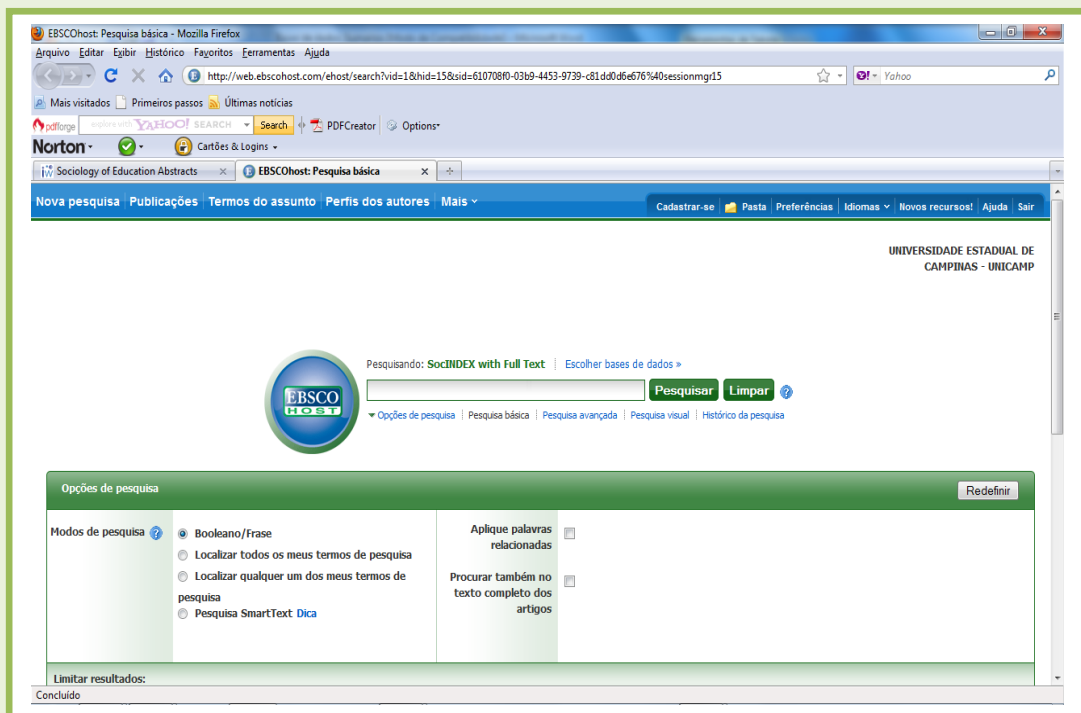 EBSCOhost: Pesquisa básica - Mozilla Firefox
Arquivo Editar Exibir Histórico Favoritos Ferramentas Ajuda
http://web.ebscohost.com/ehost/search?vid=1&hid=15&sid=610708f0-03b9-4453-9739-c81dd0d6e676%40sessionmgr15 Yahoo
Mais visitados Primeiros passos Últimas notícias
pdfforge explore with YAHOO! SEARCH Search PDFCreator Options
Norton Cartões & Logins
Sociology of Education Abstracts EBSCOhost: Pesquisa básica
Nova pesquisa Publicações Termos do assunto Perfis dos autores Mais
Cadastrar-se Pasta Preferências Idiomas Novos recursos! Ajuda Sair
UNIVERSIDADE ESTADUAL DE
CAMPINAS - UNICAMP
Pesquisando: SocINDEX with Full Text Escolher bases de dados »
EBSCO
HOST
Pesquisar Limpar
Opções de pesquisa Pesquisa básica Pesquisa avançada Pesquisa visual Histórico da pesquisa
Opções de pesquisa Redefinir
Modos de pesquisa
Booleano/Frase
Localizar todos os meus termos de pesquisa
Localizar qualquer um dos meus termos de
pesquisa
Pesquisa SmartText Dica
Aplique palavras
relacionadas
Procurar também no
texto completo dos
artigos
Limitar resultados:
Concluído